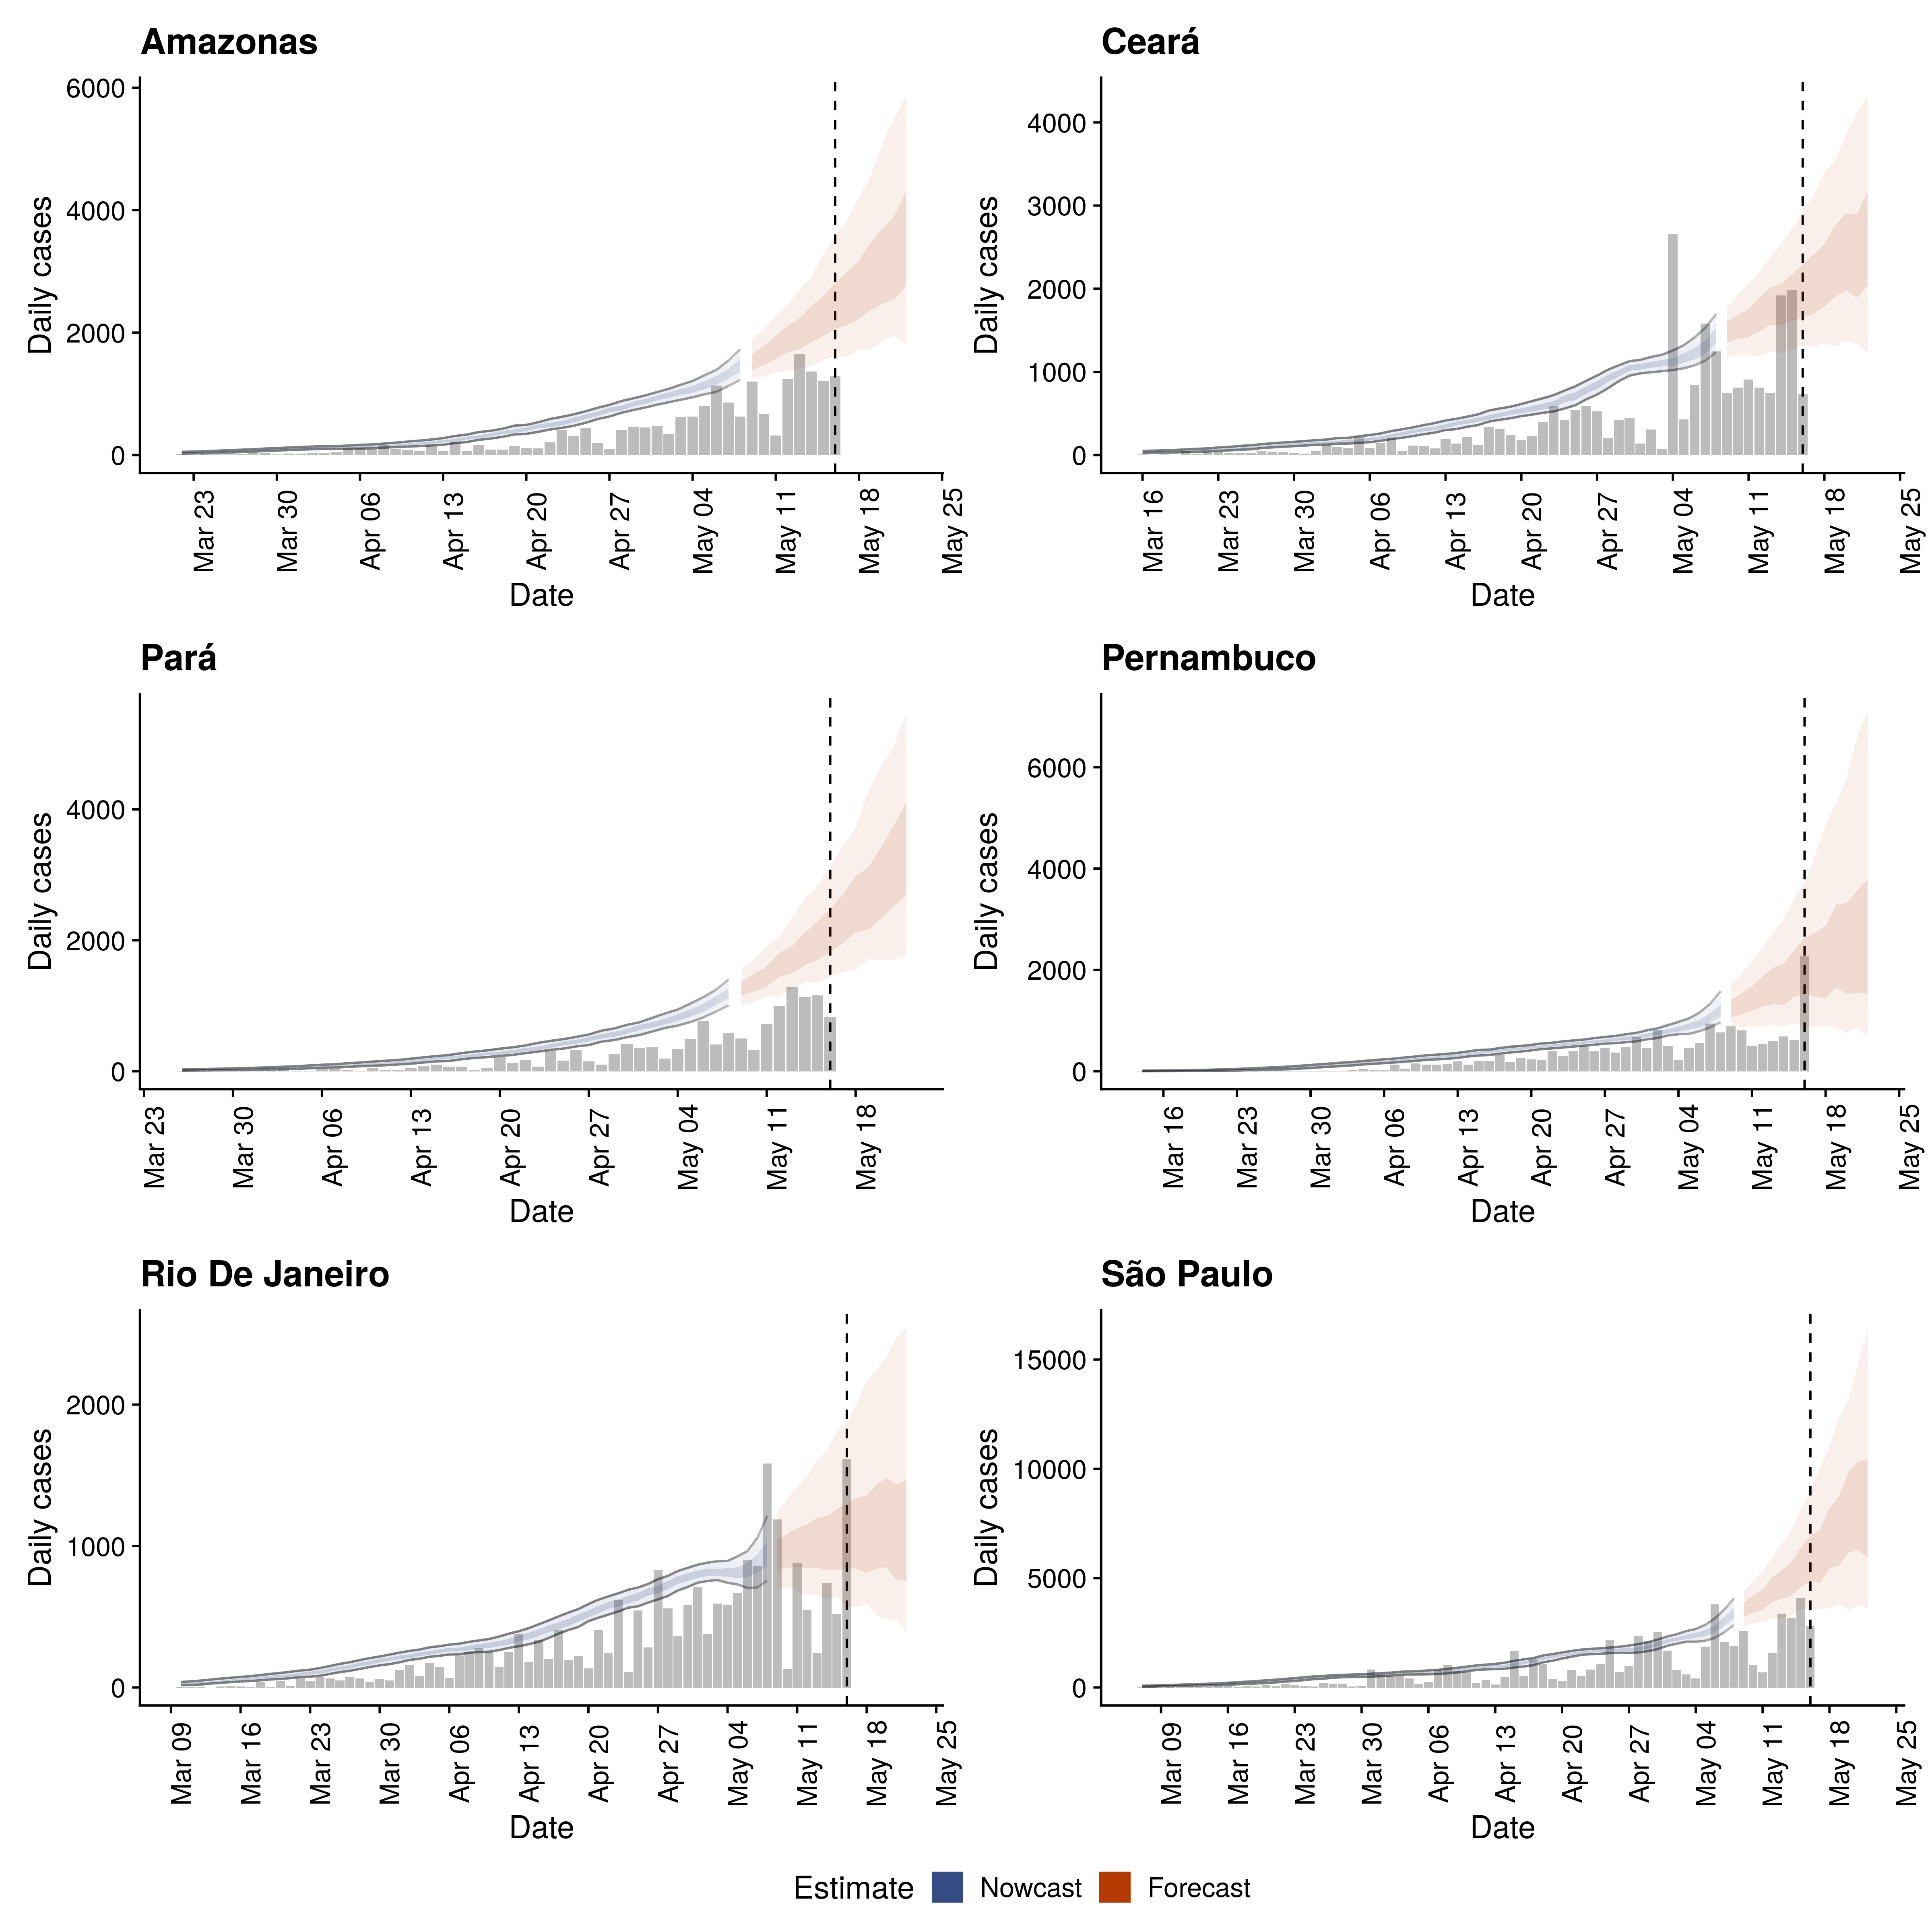 Amazonas
Daily cases
6000
4000
2000
0
Mar 23
Mar 30
Apr 06
Apr 13
Apr 20
Apr 27
May 04
May 11
May 18
May 25
Date
Ceará
Daily cases
4000
3000
2000
1000
0
Mar 16
Mar 23
Mar 30
Apr 06
Apr 13
Apr 20
Apr 27
May 04
May 11
May 18
May 25
Date
Pará
Daily cases
4000
2000
0
Mar 23
Mar 30
Apr 06
Apr 13
Apr 20
Apr 27
May 04
May 11
May 18
Date
Pernambuco
Daily cases
6000
4000
2000
0
Mar 16
Mar 23
Mar 30
Apr 06
Apr 13
Apr 20
Apr 27
May 04
May 11
May 18
May 25
Date
Rio De Janeiro
Daily cases
2000
1000
0
Mar 09
Mar 16
Mar 23
Mar 30
Apr 06
Apr 13
Apr 20
Apr 27
May 04
May 11
May 18
May 25
Date
São Paulo
Daily cases
15000
10000
5000
0
Mar 09
Mar 16
Mar 23
Mar 30
Apr 06
Apr 13
Apr 20
Apr 27
May 04
May 11
May 18
May 25
Date
Estimate Nowcast Forecast